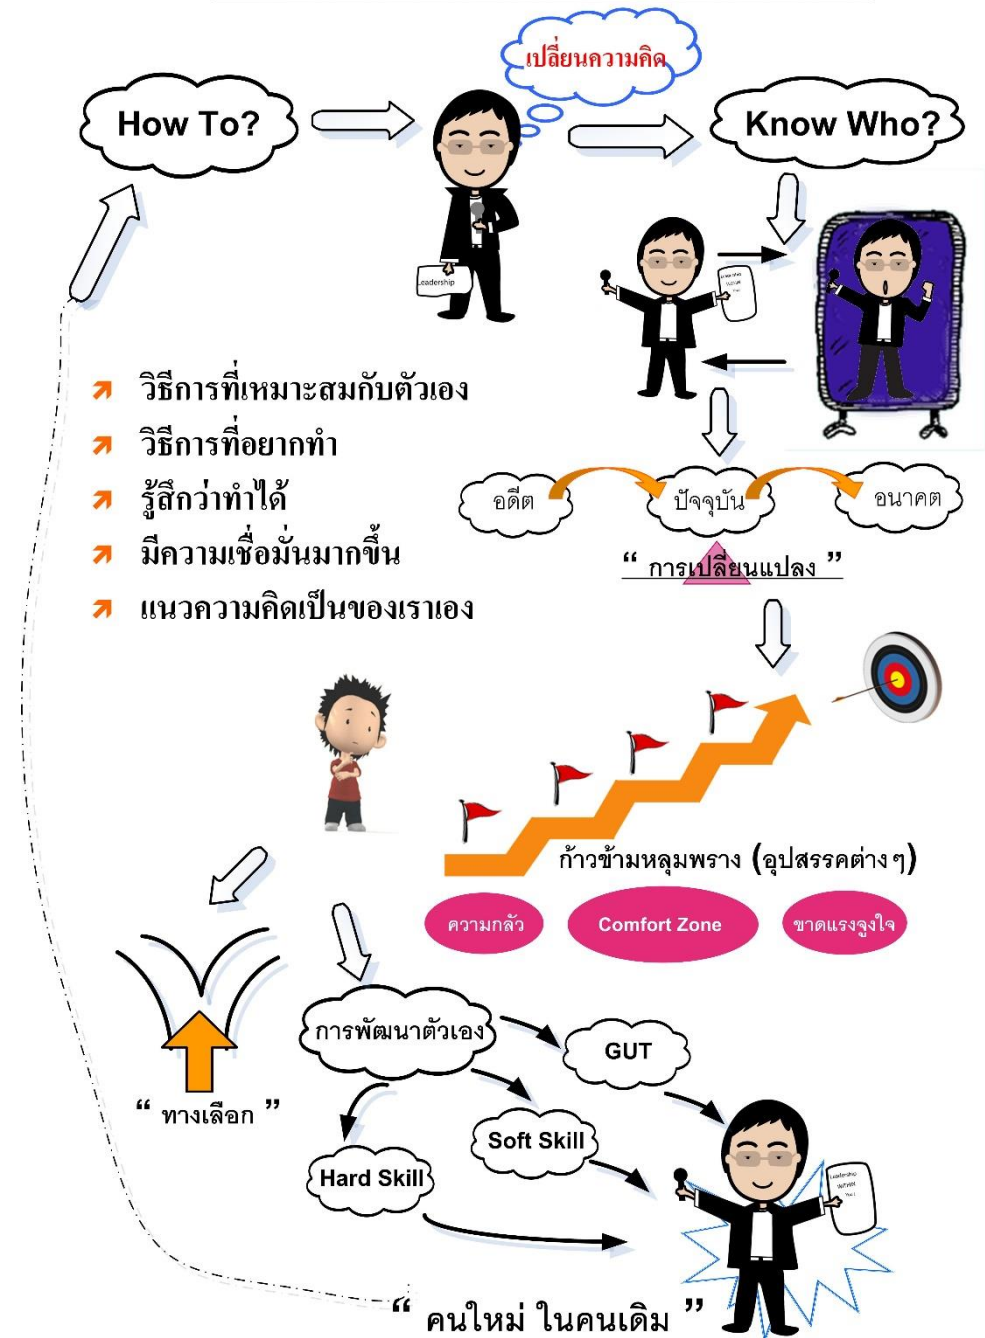 เปลี่ยนความคิด
How To?
Know Who?
Leadership
วิธีการที่เหมาะสมกับตัวเอง
วิธีการที่อยากทำ
รู้สึกว่าทำได้
มีความเชื่อมั่นมากขึ้น
แนวความคิดเป็นของเราเอง
อดีต
ปัจจุบัน
อนาคต
“ การเปลี่ยนแปลง ”
ก้าวข้ามหลุมพราง (อุปสรรคต่างๆ)
ความกลัว
Comfort Zone
ขาดแรงจูงใจ
“ ทางเลือก ”
การพัฒนาตัวเอง
GUT
Soft Skill
Hard Skill
Leadership
WITHIN
You !
“ คนใหม่ ในคนเดิม ”